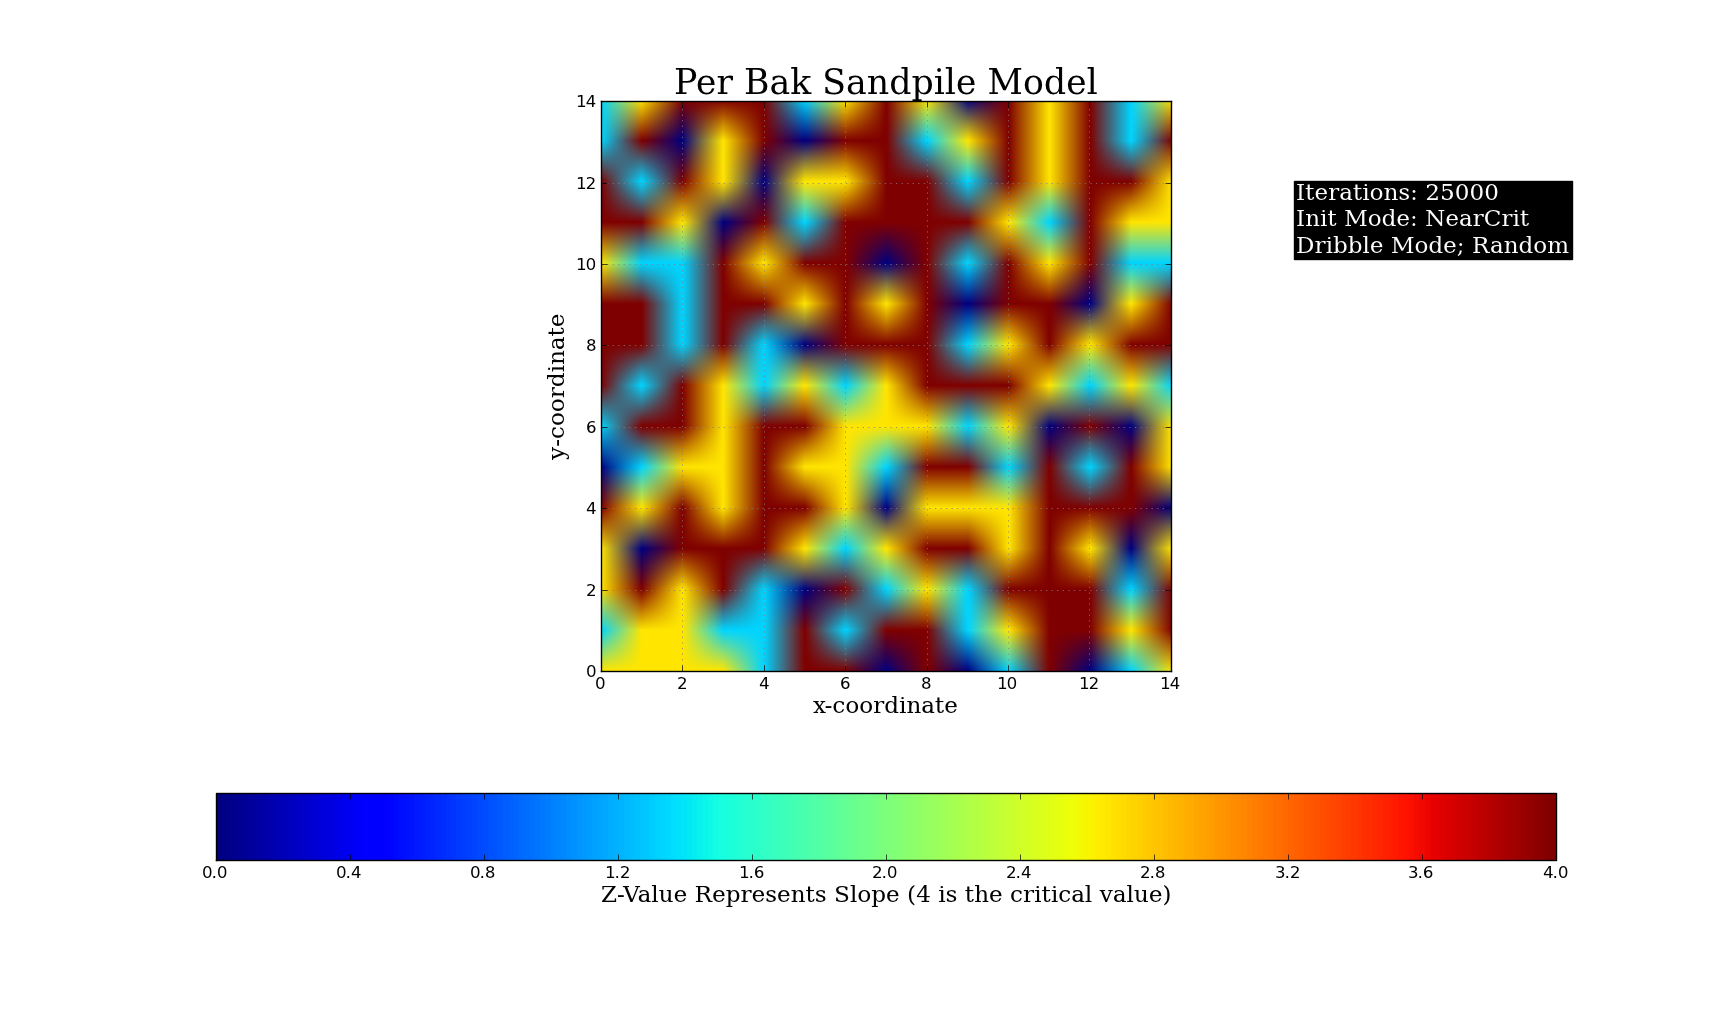 Per Bak Sandpile Model
14
12
10
8
6
4
2
0
y-coordinate
0 2 4 6 8 10 12 14
x-coordinate
Iterations: 25000
Init Mode: NearCrit
Dribble Mode; Random
0.0 0.4 0.8 1.2 1.6 2.0 2.4 2.8 3.2 3.6 4.0
Z-Value Represents Slope (4 is the critical value)